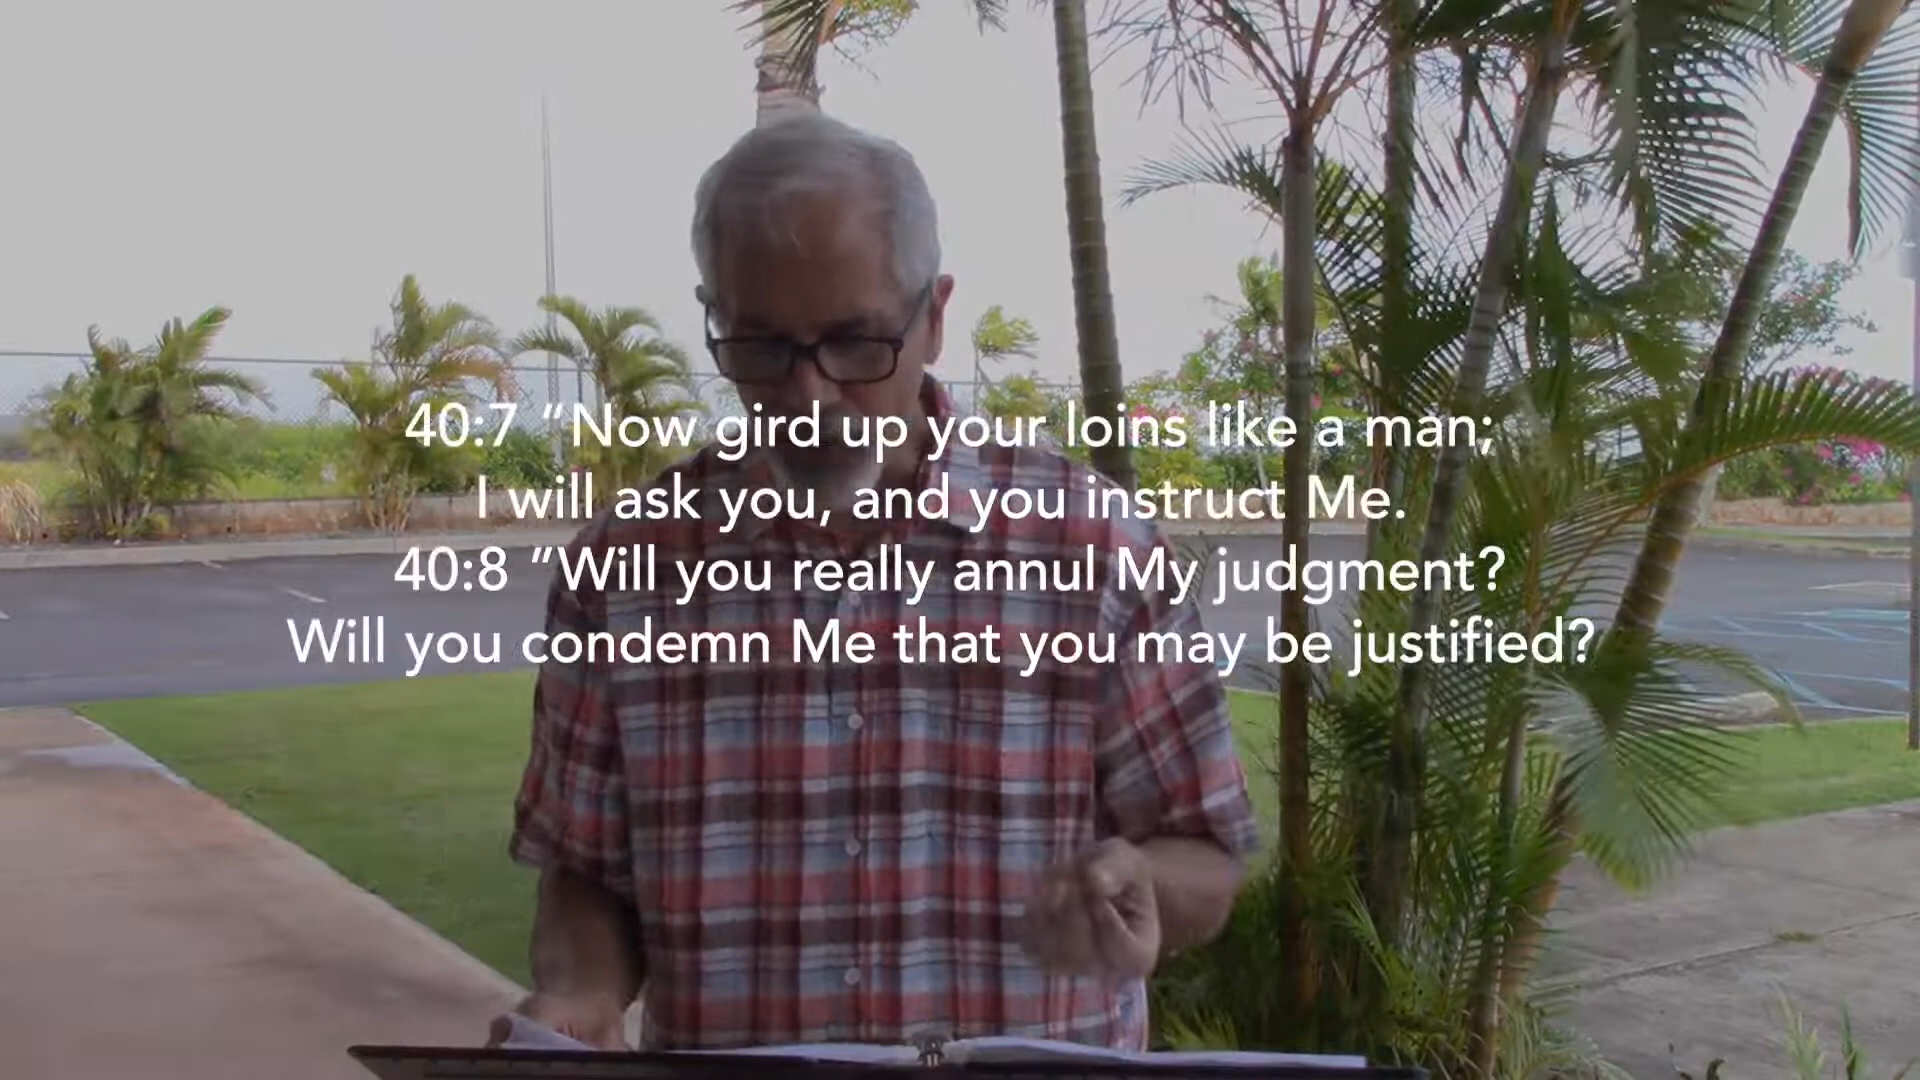 40:7 “Now gird up your loins like a man;
I will ask you, and you instruct Me.
40:8 “Will you really annul My judgment?
Will you condemn Me that you may be justified?